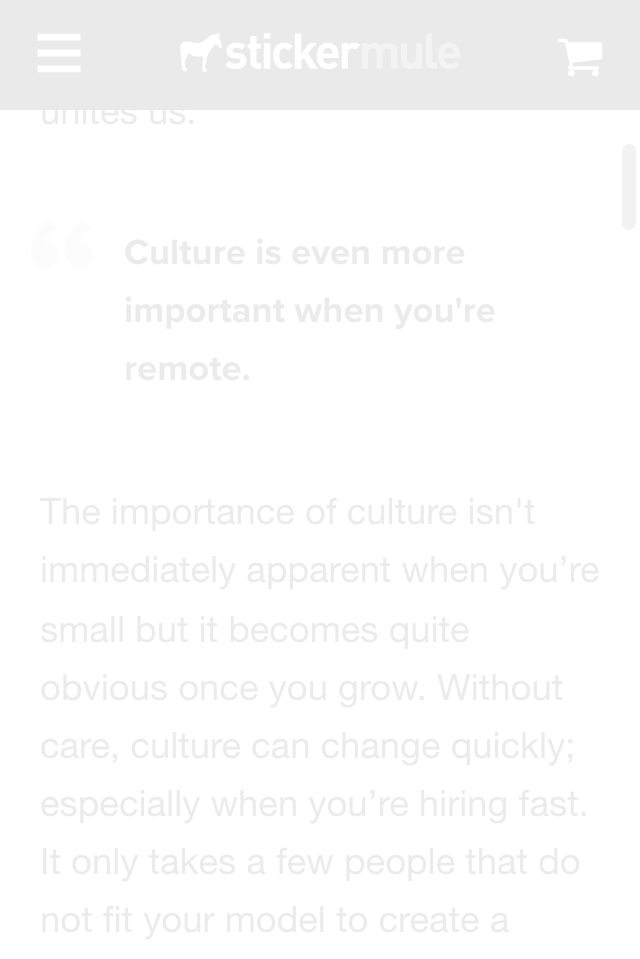 stickermule
unites us.
“
Culture is even more
important when you're
remote.
The importance of culture isn't
immediately apparent when you’re
small but it becomes quite
obvious once you grow. Without
care, culture can change quickly;
especially when you’re hiring fast.
It only takes a few people that do
not fit your model to create a